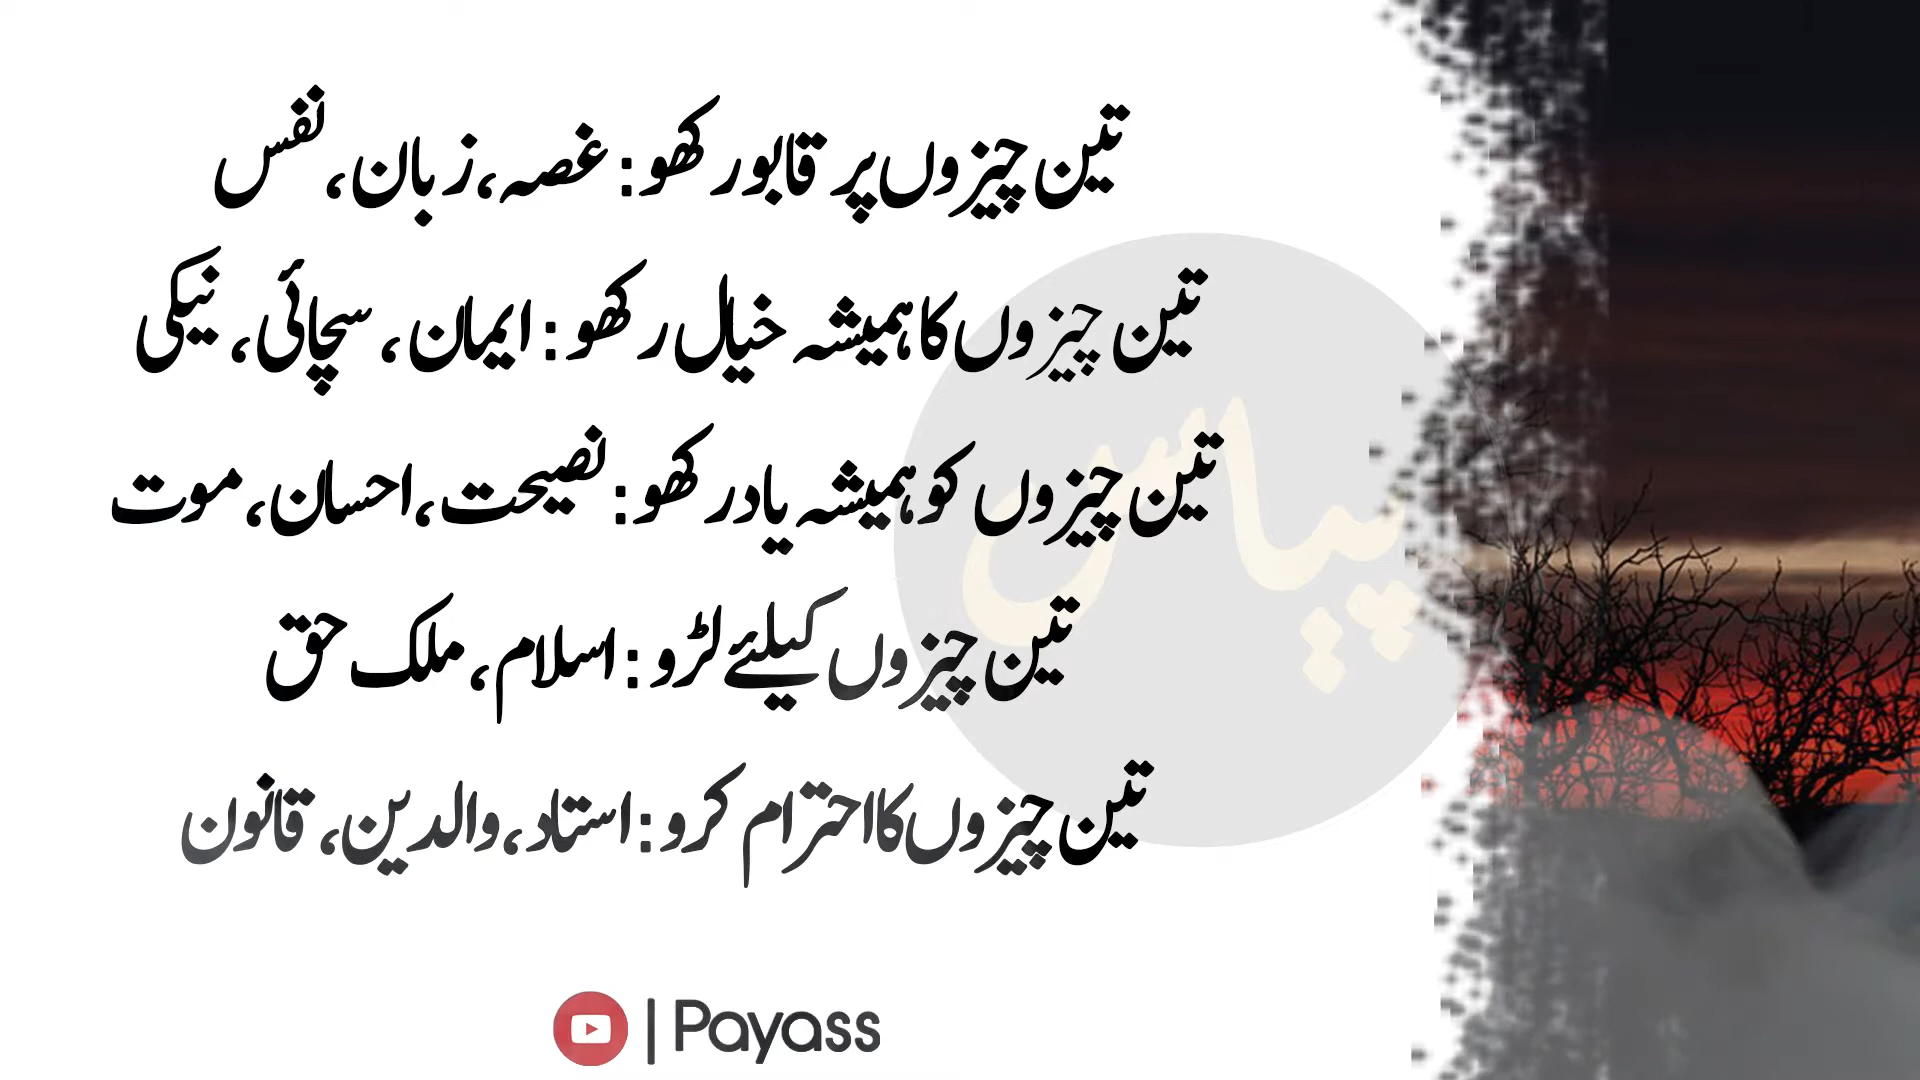 تین چیزوں پر قابو رکھو: غصہ، زبان، نفس
تین چیزوں کا ہمیشہ خیال رکھو: ایمان، سچائی، نیکی
تین چیزوں کو ہمیشہ یاد رکھو: نصیحت، احسان، موت
تین چیزوں کیلئے لڑو: اسلام، ملک حق
تین چیزوں کا احترام کرو: استاد، والدین، قانون
پیاس
| Payass